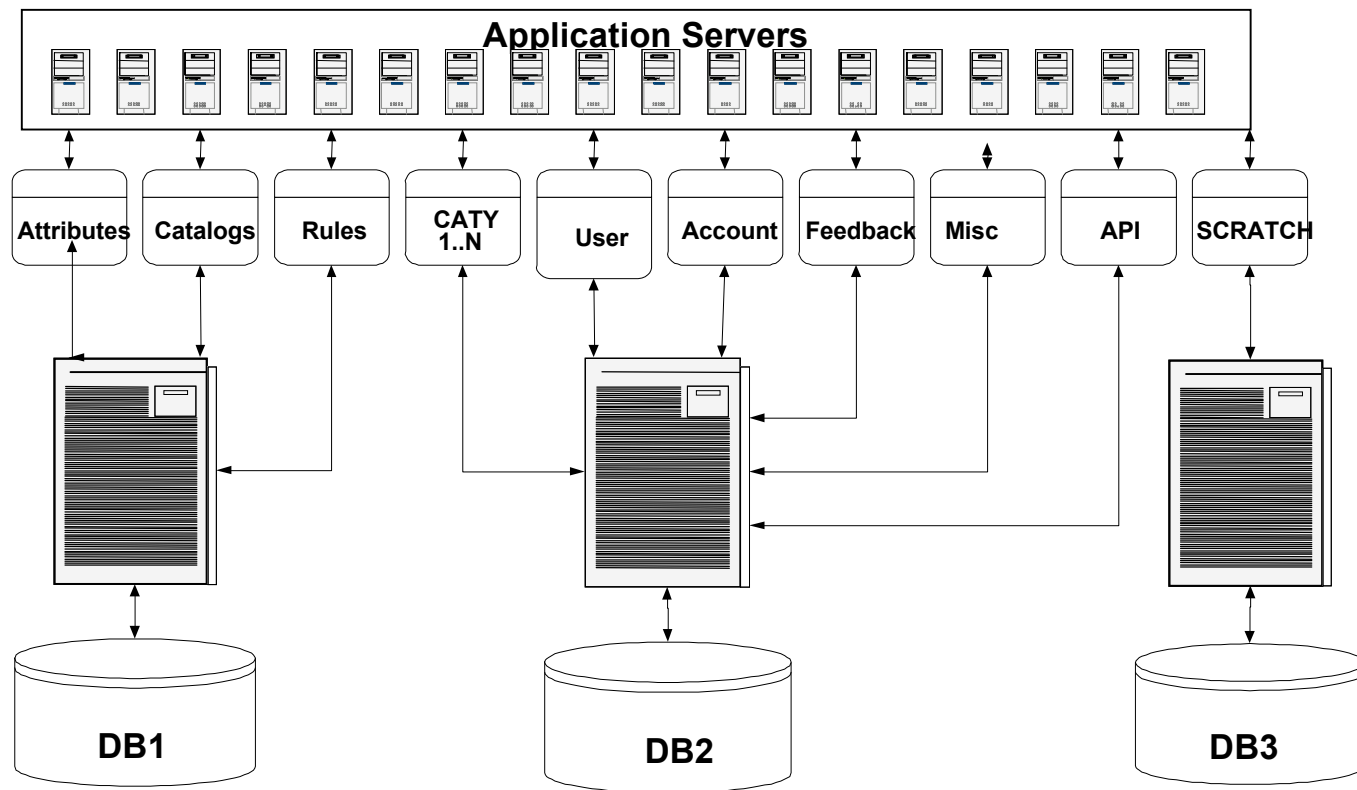 Application Servers
Attributes
Catalogs
Rules
CATY
1..N
User
Account
Feedback
Misc
API
SCRATCH
DB1
DB2
DB3